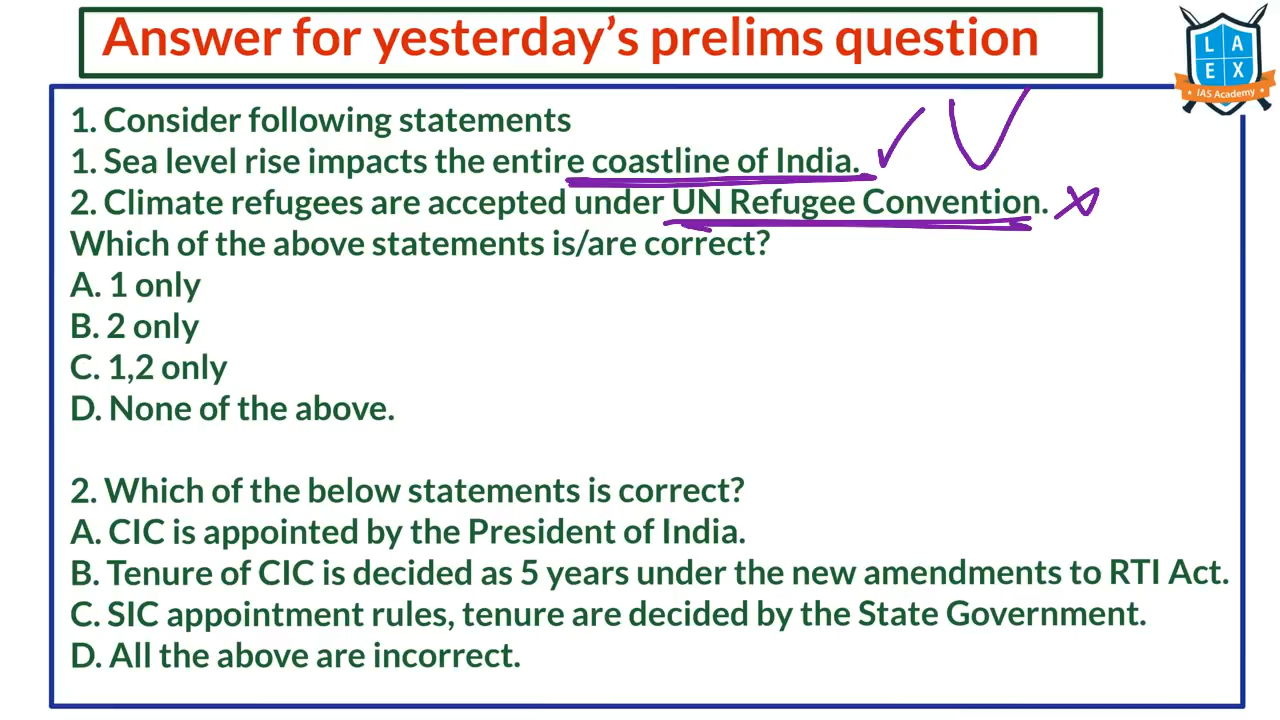 Answer for yesterday's prelims question
L A
E X
IAS Academy
1. Consider following statements
1. Sea level rise impacts the entire coastline of India.
2. Climate refugees are accepted under UN Refugee Convention.
Which of the above statements is/are correct?
A. 1 only
B. 2 only
C. 1,2 only
D. None of the above.
2. Which of the below statements is correct?
A. CIC is appointed by the President of India.
B. Tenure of CIC is decided as 5 years under the new amendments to RTI Act.
C. SIC appointment rules, tenure are decided by the State Government.
D. All the above are incorrect.